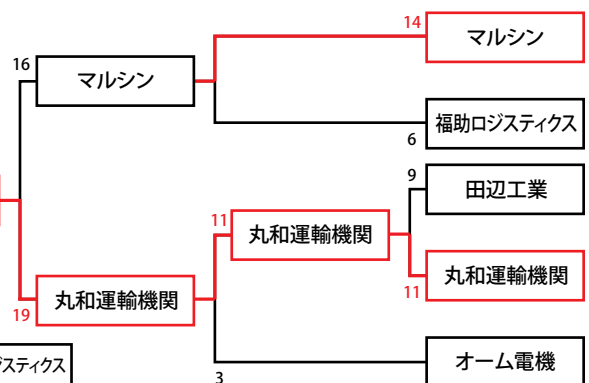 14
マルシン
16
マルシン
福助ロジスティクス
6
9
田辺工業
11
丸和運輸機関
丸和運輸機関
11
丸和運輸機関
19
オーム電機
スティクス
3